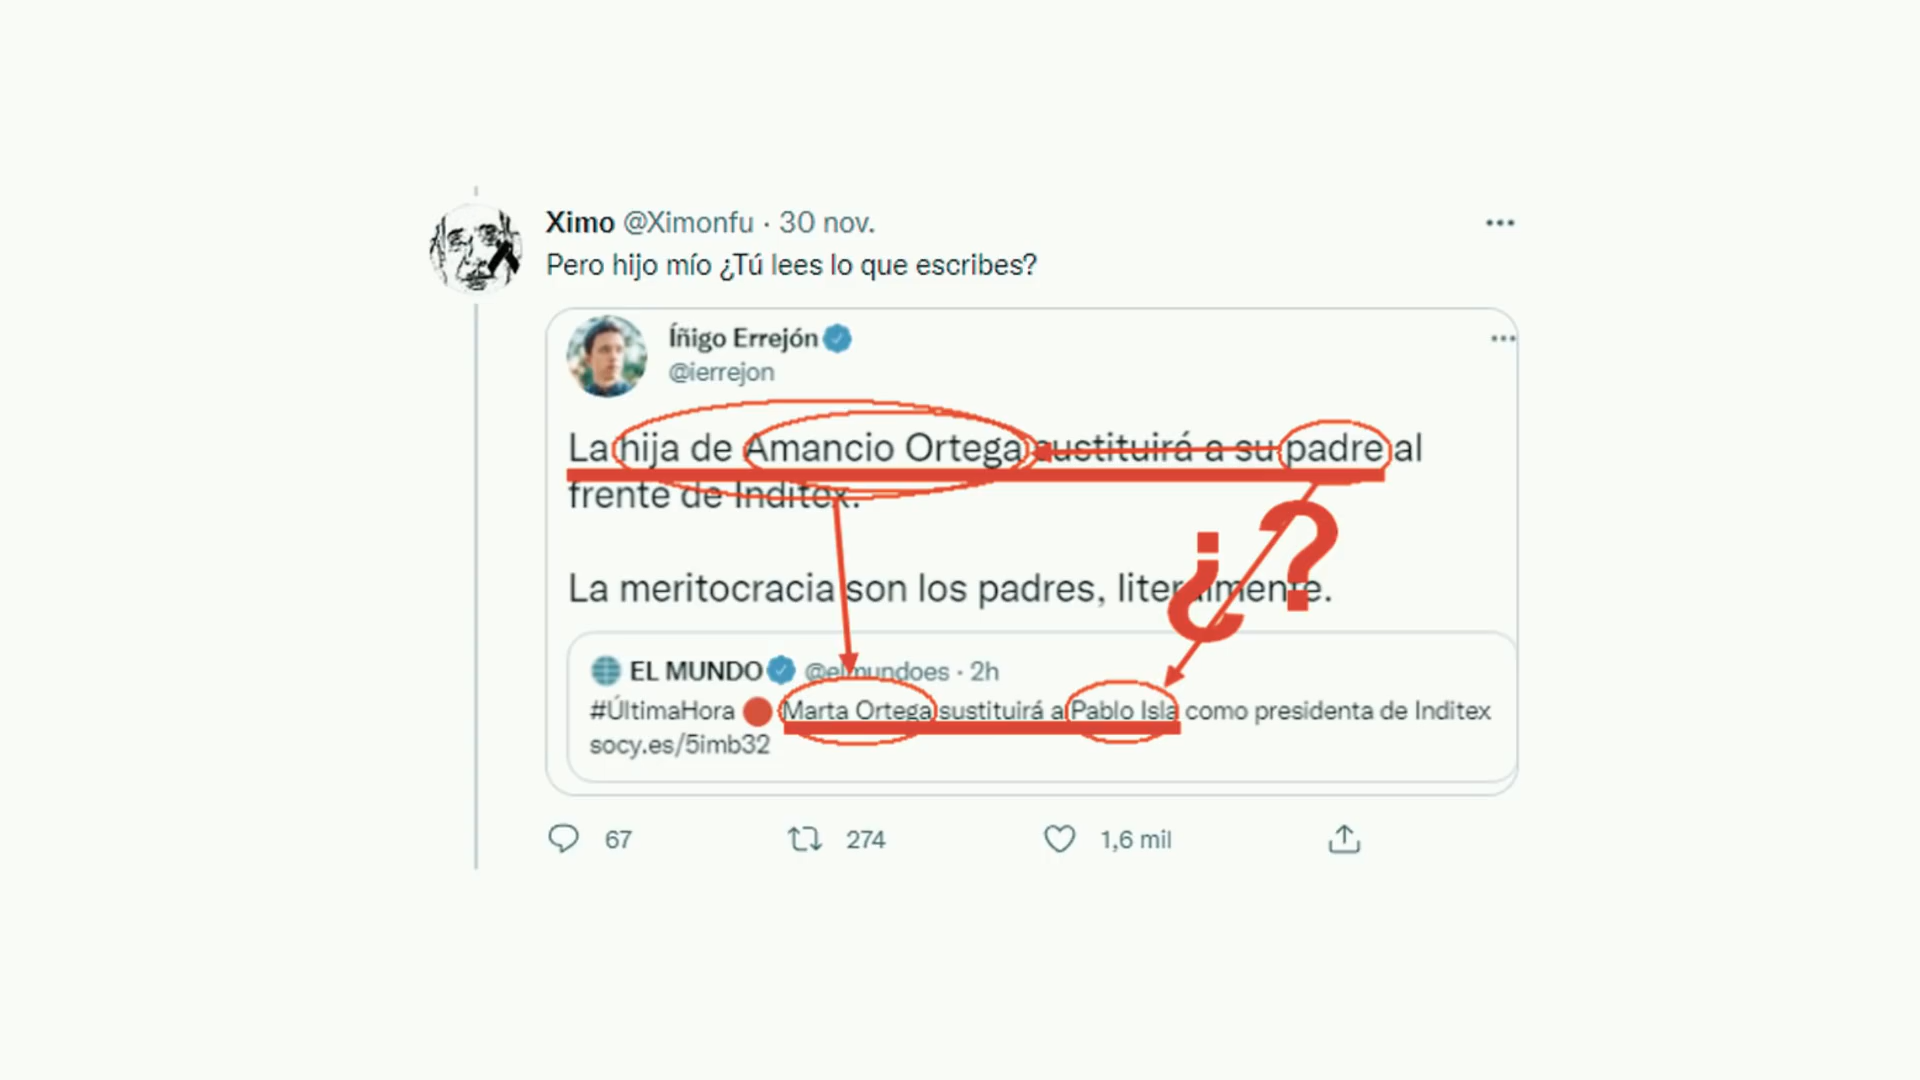 Ximo @Ximonfu · 30 nov.
Pero hijo mío ¿Tú lees lo que escribes?
Íñigo Errejón
@ierrejon
La hija de Amancio Ortega sustituirá a su padre al
frente de Inditex.
¿?
La meritocracia son los padres, literalmente.
EL MUNDO @elmundoes · 2h
#ÚltimaHora 🔴 Marta Ortega sustituirá a Pablo Isla como presidenta de Inditex
socy.es/5imb32
67 274 1,6 mil